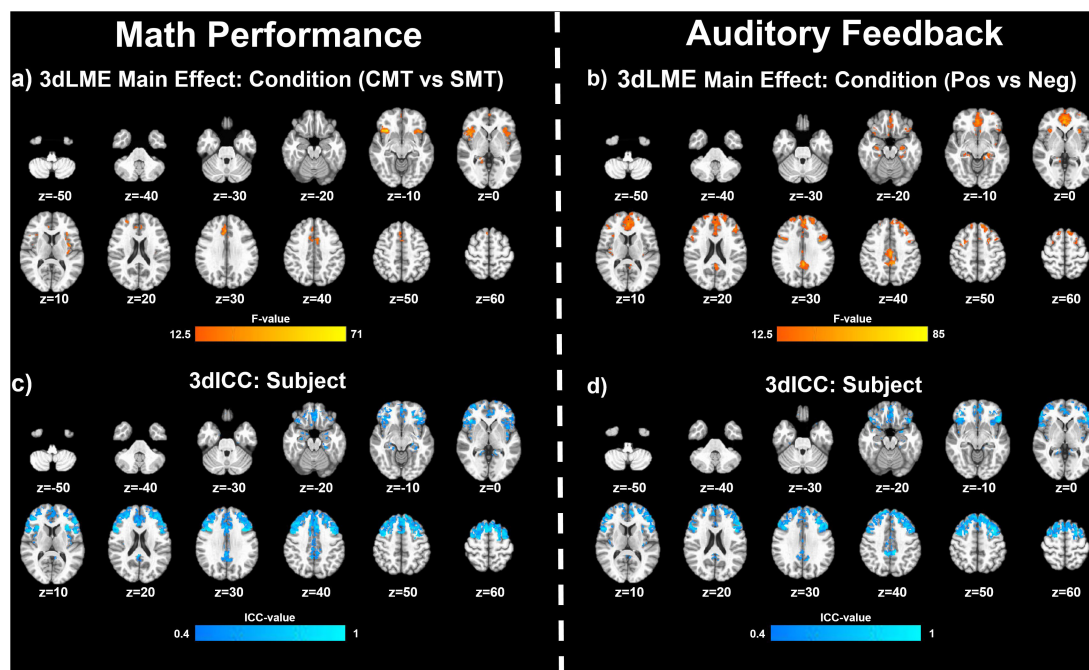 Math Performance
a) 3dLME Main Effect: Condition (CMT vs SMT)
z=-50 z=-40 z=-30 z=-20 z=-10 z=0
z=10 z=20 z=30 z=40 z=50 z=60
F-value
12.5 71
c) 3dICC: Subject
z=-50 z=-40 z=-30 z=-20 z=-10 z=0
z=10 z=20 z=30 z=40 z=50 z=60
ICC-value
0.4 1
Auditory Feedback
b) 3dLME Main Effect: Condition (Pos vs Neg)
z=-50 z=-40 z=-30 z=-20 z=-10 z=0
z=10 z=20 z=30 z=40 z=50 z=60
F-value
12.5 85
d) 3dICC: Subject
z=-50 z=-40 z=-30 z=-20 z=-10 z=0
z=10 z=20 z=30 z=40 z=50 z=60
ICC-value
0.4 1